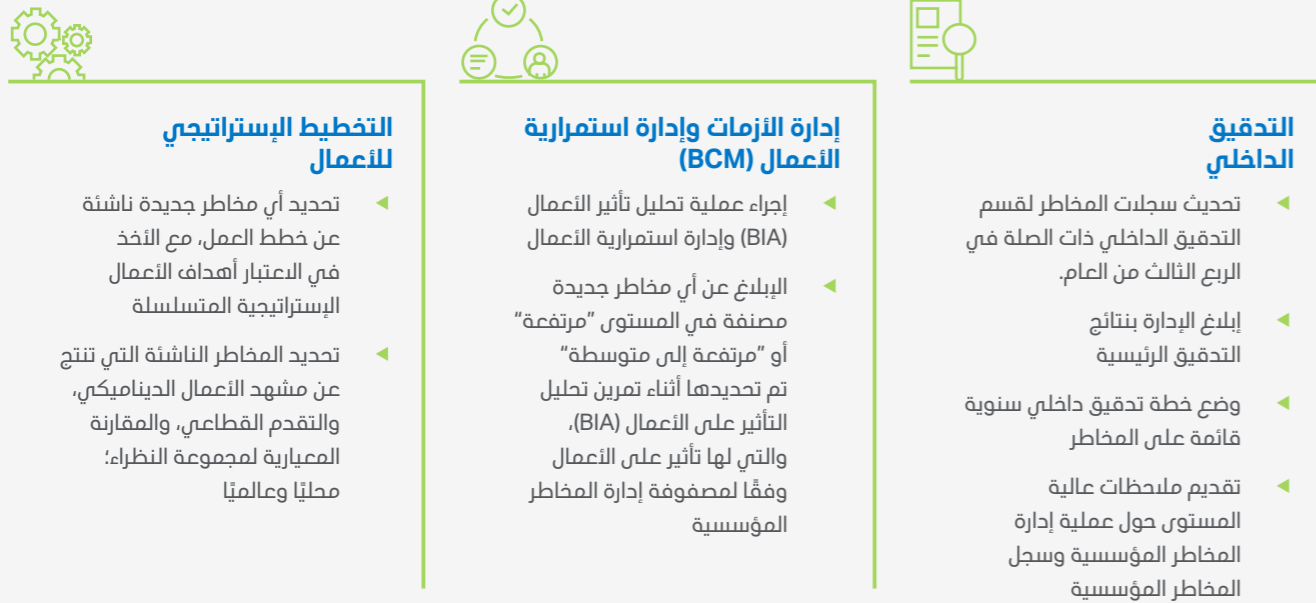 التدقيق
الداخلي
تحديث سجلات المخاطر لقسم
التدقيق الداخلي ذات الصلة في
الربع الثالث من العام.
إبلاغ الإدارة بنتائج
التدقيق الرئيسية
وضع خطة تدقيق داخلي سنوية
قائمة على المخاطر
تقديم ملاحظات عالية
المستوى حول عملية إدارة
المخاطر المؤسسية وسجل
المخاطر المؤسسية
إدارة الأزمات وإدارة استمرارية
الأعمال (BCM)
إجراء عملية تحليل تأثير الأعمال
(BIA) وإدارة استمرارية الأعمال
الإبلاغ عن أي مخاطر جديدة
مصنفة في المستوى ”مرتفعة“
أو ”مرتفعة إلى متوسطة“
تم تحديدها أثناء تمرين تحليل
التأثير على الأعمال (BIA)،
والتي لها تأثير على الأعمال
وفقًا لمصفوفة إدارة المخاطر
المؤسسية
التخطيط الإستراتيجي
للأعمال
تحديد أي مخاطر جديدة ناشئة
عن خطط العمل، مع الأخذ
في الاعتبار أهداف الأعمال
الإستراتيجية المتسلسلة
تحديد المخاطر الناشئة التي تنتج
عن مشهد الأعمال الديناميكي،
والتقدم القطاعي، والمقارنة
المعيارية لمجموعة النظراء؛
محليًا وعالميًا